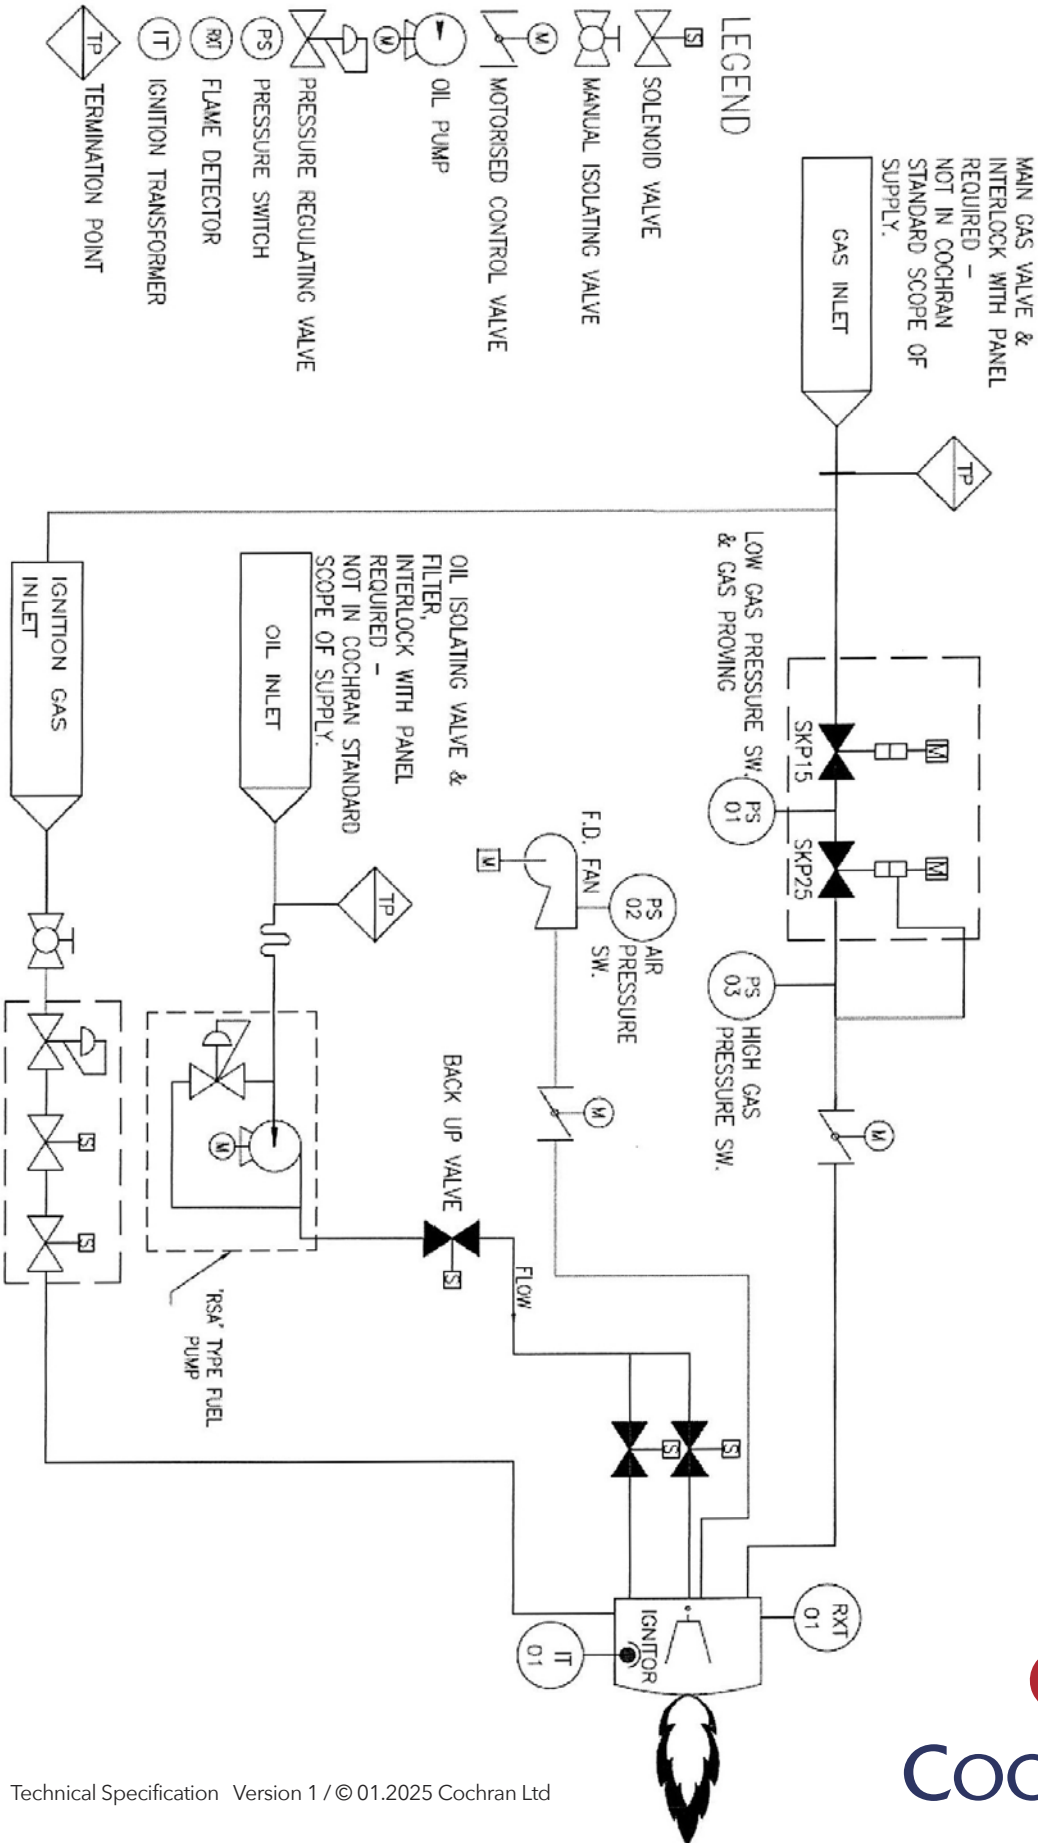 MAIN GAS VALVE &
INTERLOCK WITH PANEL
REQUIRED –
NOT IN COCHRAN
STANDARD SCOPE OF
SUPPLY.
GAS INLET
TP
LEGEND
S
SOLENOID VALVE
MANUAL ISOLATING VALVE
M
MOTORISED CONTROL VALVE
M
OIL PUMP
PRESSURE REGULATING VALVE
PS
PRESSURE SWITCH
RXT
FLAME DETECTOR
IT
IGNITION TRANSFORMER
TP
TERMINATION POINT
M
M
SKP15
SKP25
LOW GAS PRESSURE SW.
& GAS PROVING
PS
01
PS
03
HIGH GAS
PRESSURE SW.
M
F.D. FAN
M
PS
02
AIR
PRESSURE
SW.
M
OIL ISOLATING VALVE &
FILTER,
INTERLOCK WITH PANEL
REQUIRED –
NOT IN COCHRAN STANDARD
SCOPE OF SUPPLY.
OIL INLET
TP
M
'RSA' TYPE FUEL
PUMP
BACK UP VALVE
S
FLOW
S
S
IGNITION GAS
INLET
S
S
RXT
01
IGNITOR
IT
01
Technical Specification Version 1 / © 01.2025 Cochran Ltd